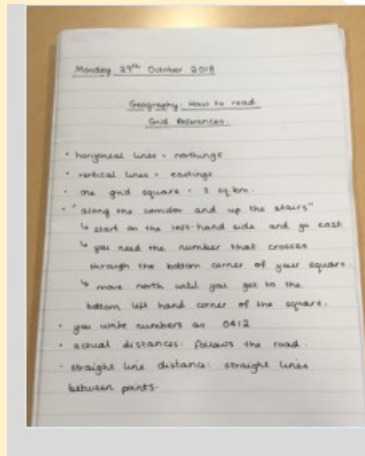 Monday 29th October 2018
Geography: How to read
Grid References.
• horizontal lines = northings
• vertical lines = eastings
• one grid square = 1 sq km.
• "along the corridor and up the stairs"
↳ start on the left-hand side and go east
↳ you need the number that crosses
through the bottom corner of your square.
↳ move north until you get to the
bottom left hand corner of the square.
• you write numbers as 0412
• actual distances: follows the road.
• straight line distance: straight lines
between points.